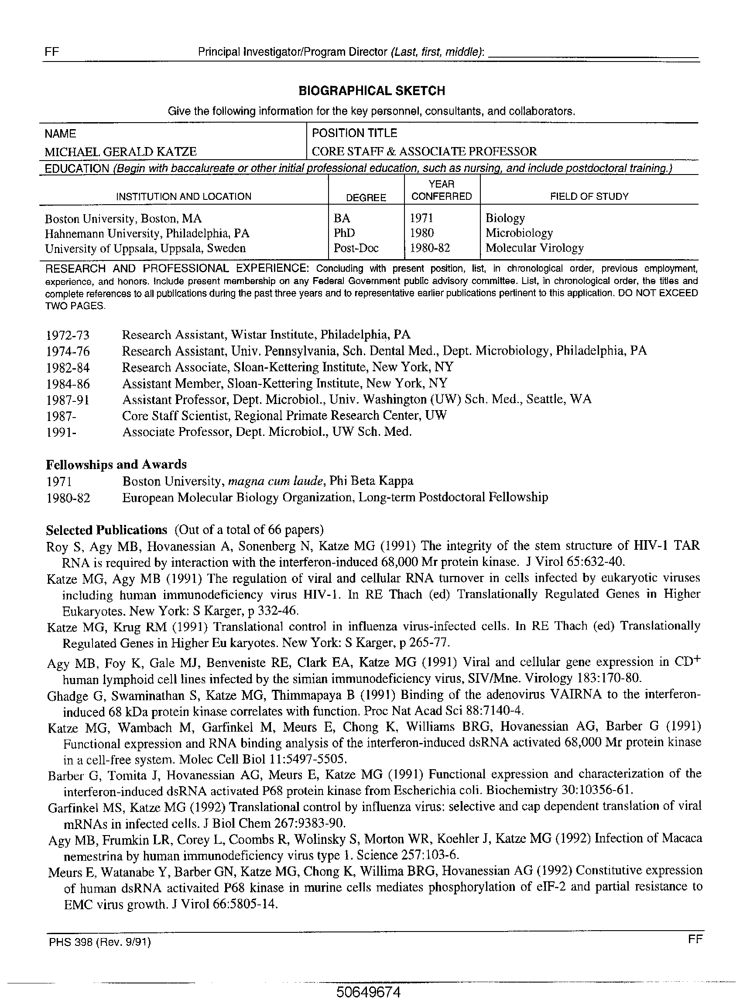 FF Principal Investigator/Program Director (Last, first, middle):
BIOGRAPHICAL SKETCH
Give the following information for the key personnel, consultants, and collaborators.
NAME POSITION TITLE
MICHAEL GERALD KATZE CORE STAFF & ASSOCIATE PROFESSOR
EDUCATION (Begin with baccalureate or other initial professional education, such as nursing, and include postdoctoral training.)
INSTITUTION AND LOCATION DEGREE YEAR CONFERRED FIELD OF STUDY
Boston University, Boston, MA BA 1971 Biology
Hahnemann University, Philadelphia, PA PhD 1980 Microbiology
University of Uppsala, Uppsala, Sweden Post-Doc 1980-82 Molecular Virology
RESEARCH AND PROFESSIONAL EXPERIENCE: Concluding with present position, list, in chronological order, previous employment,
experience, and honors. Include present membership on any Federal Government public advisory committee. List, in chronological order, the titles and
complete references to all publications during the past three years and to representative earlier publications pertinent to this application. DO NOT EXCEED
TWO PAGES.
1972-73 Research Assistant, Wistar Institute, Philadelphia, PA
1974-76 Research Assistant, Univ. Pennsylvania, Sch. Dental Med., Dept. Microbiology, Philadelphia, PA
1982-84 Research Associate, Sloan-Kettering Institute, New York, NY
1984-86 Assistant Member, Sloan-Kettering Institute, New York, NY
1987-91 Assistant Professor, Dept. Microbiol., Univ. Washington (UW) Sch. Med., Seattle, WA
1987- Core Staff Scientist, Regional Primate Research Center, UW
1991- Associate Professor, Dept. Microbiol., UW Sch. Med.
Fellowships and Awards
1971 Boston University, magna cum laude, Phi Beta Kappa
1980-82 European Molecular Biology Organization, Long-term Postdoctoral Fellowship
Selected Publications (Out of a total of 66 papers)
Roy S, Agy MB, Hovanessian A, Sonenberg N, Katze MG (1991) The integrity of the stem structure of HIV-1 TAR
RNA is required by interaction with the interferon-induced 68,000 Mr protein kinase. J Virol 65:632-40.
Katze MG, Agy MB (1991) The regulation of viral and cellular RNA turnover in cells infected by eukaryotic viruses
including human immunodeficiency virus HIV-1. In RE Thach (ed) Translationally Regulated Genes in Higher
Eukaryotes. New York: S Karger, p 332-46.
Katze MG, Krug RM (1991) Translational control in influenza virus-infected cells. In RE Thach (ed) Translationally
Regulated Genes in Higher Eu karyotes. New York: S Karger, p 265-77.
Agy MB, Foy K, Gale MJ, Benveniste RE, Clark EA, Katze MG (1991) Viral and cellular gene expression in CD+
human lymphoid cell lines infected by the simian immunodeficiency virus, SIV/Mne. Virology 183:170-80.
Ghadge G, Swaminathan S, Katze MG, Thimmapaya B (1991) Binding of the adenovirus VAIRNA to the interferon-
induced 68 kDa protein kinase correlates with function. Proc Nat Acad Sci 88:7140-4.
Katze MG, Wambach M, Garfinkel M, Meurs E, Chong K, Williams BRG, Hovanessian AG, Barber G (1991)
Functional expression and RNA binding analysis of the interferon-induced dsRNA activated 68,000 Mr protein kinase
in a cell-free system. Molec Cell Biol 11:5497-5505.
Barber G, Tomita J, Hovanessian AG, Meurs E, Katze MG (1991) Functional expression and characterization of the
interferon-induced dsRNA activated P68 protein kinase from Escherichia coli. Biochemistry 30:10356-61.
Garfinkel MS, Katze MG (1992) Translational control by influenza virus: selective and cap dependent translation of viral
mRNAs in infected cells. J Biol Chem 267:9383-90.
Agy MB, Frumkin LR, Corey L, Coombs R, Wolinsky S, Morton WR, Koehler J, Katze MG (1992) Infection of Macaca
nemestrina by human immunodeficiency virus type 1. Science 257:103-6.
Meurs E, Watanabe Y, Barber GN, Katze MG, Chong K, Willima BRG, Hovanessian AG (1992) Constitutive expression
of human dsRNA activaited P68 kinase in murine cells mediates phosphorylation of eIF-2 and partial resistance to
EMC virus growth. J Virol 66:5805-14.
PHS 398 (Rev. 9/91) FF
50649674